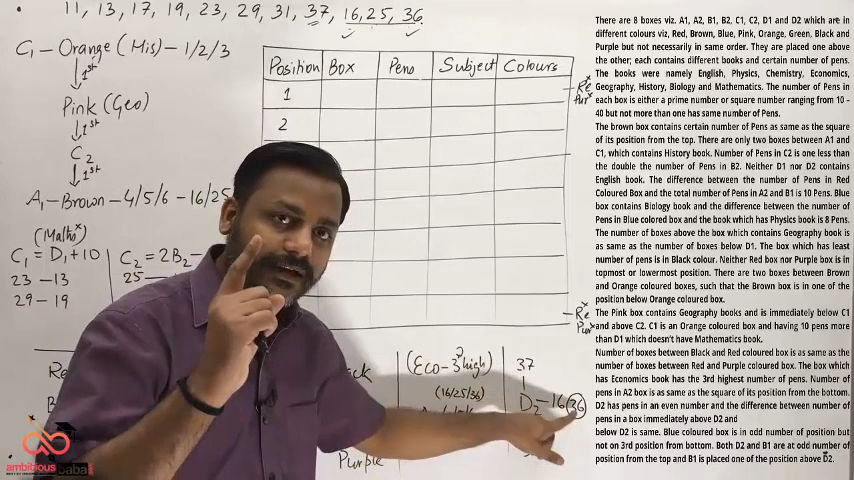 11, 13, 17, 19, 23, 29, 31, 37, 16, 25, 36
C1 - Orange (His) - 1/2/3
1st
Pink (Geo)
1st
C2
1st
A1 - Brown - 4/5/6 - 16/25
(Maths x)
C1 = D1 + 10
23 - 13
29 - 19
C2 = 2B2 -
25
Position Box Pens Subject Colours
1
2
Re x
Pur x
Re x
Pur x
(Eco - 3rd high)
(16/25/36)
37
D2 - 16/36
Purple
ambitious baba
There are 8 boxes viz. A1, A2, B1, B2, C1, C2, D1 and D2 which are in
different colours viz, Red, Brown, Blue, Pink, Orange, Green, Black and
Purple but not necessarily in same order. They are placed one above
the other; each contains different books and certain number of pens.
The books were namely English, Physics, Chemistry, Economics,
Geography, History, Biology and Mathematics. The number of Pens in
each box is either a prime number or square number ranging from 10 –
40 but not more than one has same number of Pens.
The brown box contains certain number of Pens as same as the square
of its position from the top. There are only two boxes between A1 and
C1, which contains History book. Number of Pens in C2 is one less than
the double the number of Pens in B2. Neither D1 nor D2 contains
English book. The difference between the number of Pens in Red
Coloured Box and the total number of Pens in A2 and B1 is 10 Pens. Blue
box contains Biology book and the difference between the number of
Pens in Blue colored box and the book which has Physics book is 8 Pens.
The number of boxes above the box which contains Geography book is
as same as the number of boxes below D1. The box which has least
number of pens is in Black colour. Neither Red box nor Purple box is in
topmost or lowermost position. There are two boxes between Brown
and Orange coloured boxes, such that the Brown box is in one of the
position below Orange coloured box.
The Pink box contains Geography books and is immediately below C1
and above C2. C1 is an Orange coloured box and having 10 pens more
than D1 which doesn't have Mathematics book.
Number of boxes between Black and Red coloured box is as same as the
number of boxes between Red and Purple coloured box. The book
which has Economics book has the 3rd highest number of pens. Number of
pens in A2 box is as same as the square of its position from the bottom.
D2 has pens in an even number and the difference between number of
pens in a box immediately above D2 and
below D2 is same. Blue coloured box is in odd number of position but
not on 3rd position from bottom. Both D2 and B1 are at odd number of
position from the top and B1 is placed one of the position above D2.